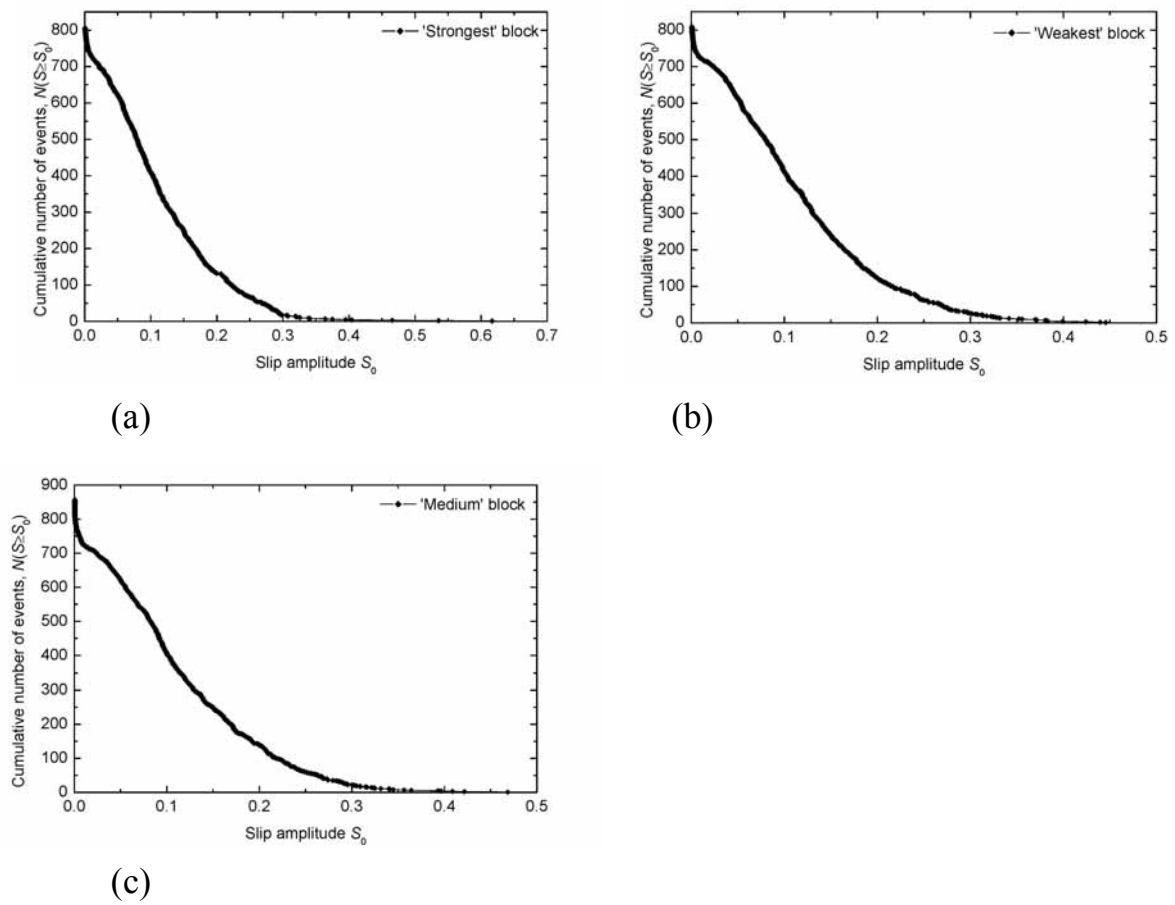 'Strongest' block
Cumulative number of events, N(S≥S₀)
800
700
600
500
400
300
200
100
0
0.0 0.1 0.2 0.3 0.4 0.5 0.6 0.7
Slip amplitude S₀
(a)
'Weakest' block
Cumulative number of events, N(S≥S₀)
800
700
600
500
400
300
200
100
0
0.0 0.1 0.2 0.3 0.4 0.5
Slip amplitude S₀
(b)
'Medium' block
Cumulative number of events, N(S≥S₀)
900
800
700
600
500
400
300
200
100
0
0.0 0.1 0.2 0.3 0.4 0.5
Slip amplitude S₀
(c)